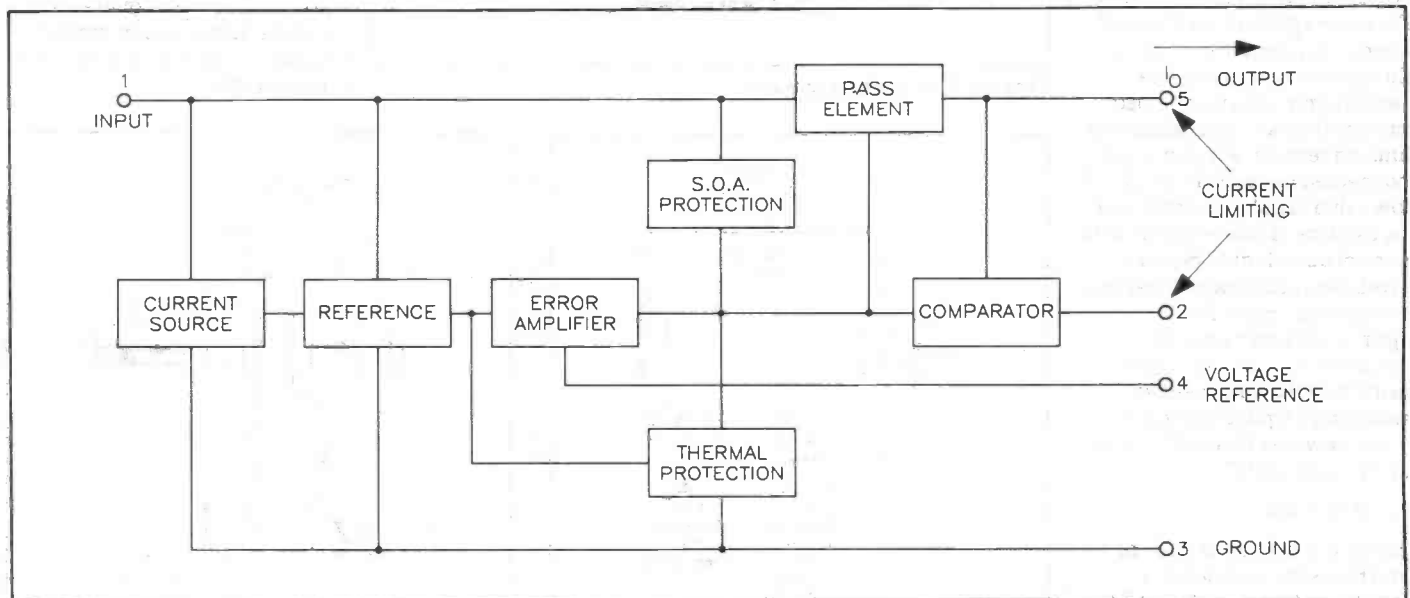 1
INPUT
PASS
ELEMENT
IO
OUTPUT
5
S.O.A.
PROTECTION
CURRENT
LIMITING
CURRENT
SOURCE
REFERENCE
ERROR
AMPLIFIER
COMPARATOR
2
4
VOLTAGE
REFERENCE
THERMAL
PROTECTION
3
GROUND